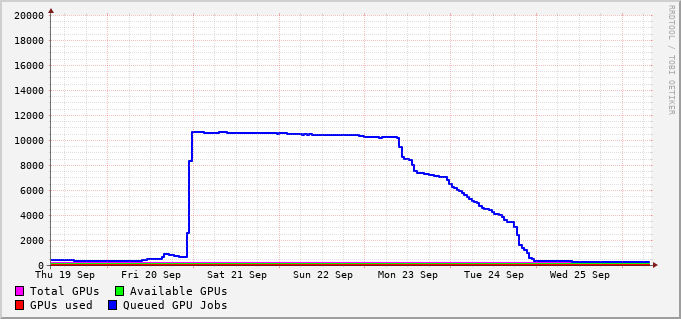 20000
18000
16000
14000
12000
10000
8000
6000
4000
2000
0
Thu 19 Sep Fri 20 Sep Sat 21 Sep Sun 22 Sep Mon 23 Sep Tue 24 Sep Wed 25 Sep
Total GPUs Available GPUs
GPUs used Queued GPU Jobs
RRDTOOL / TOBI OETIKER